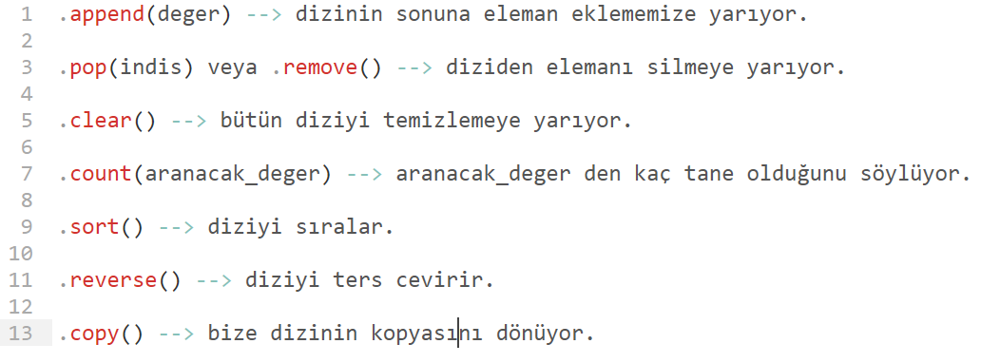 1 .append(deger) --> dizinin sonuna eleman eklememize yarıyor.
2
3 .pop(indis) veya .remove() --> diziden elemanı silmeye yarıyor.
4
5 .clear() --> bütün diziyi temizlemeye yarıyor.
6
7 .count(aranacak_deger) --> aranacak_deger den kaç tane olduğunu söylüyor.
8
9 .sort() --> diziyi sıralar.
10
11 .reverse() --> diziyi ters cevirir.
12
13 .copy() --> bize dizinin kopyasını dönüyor.